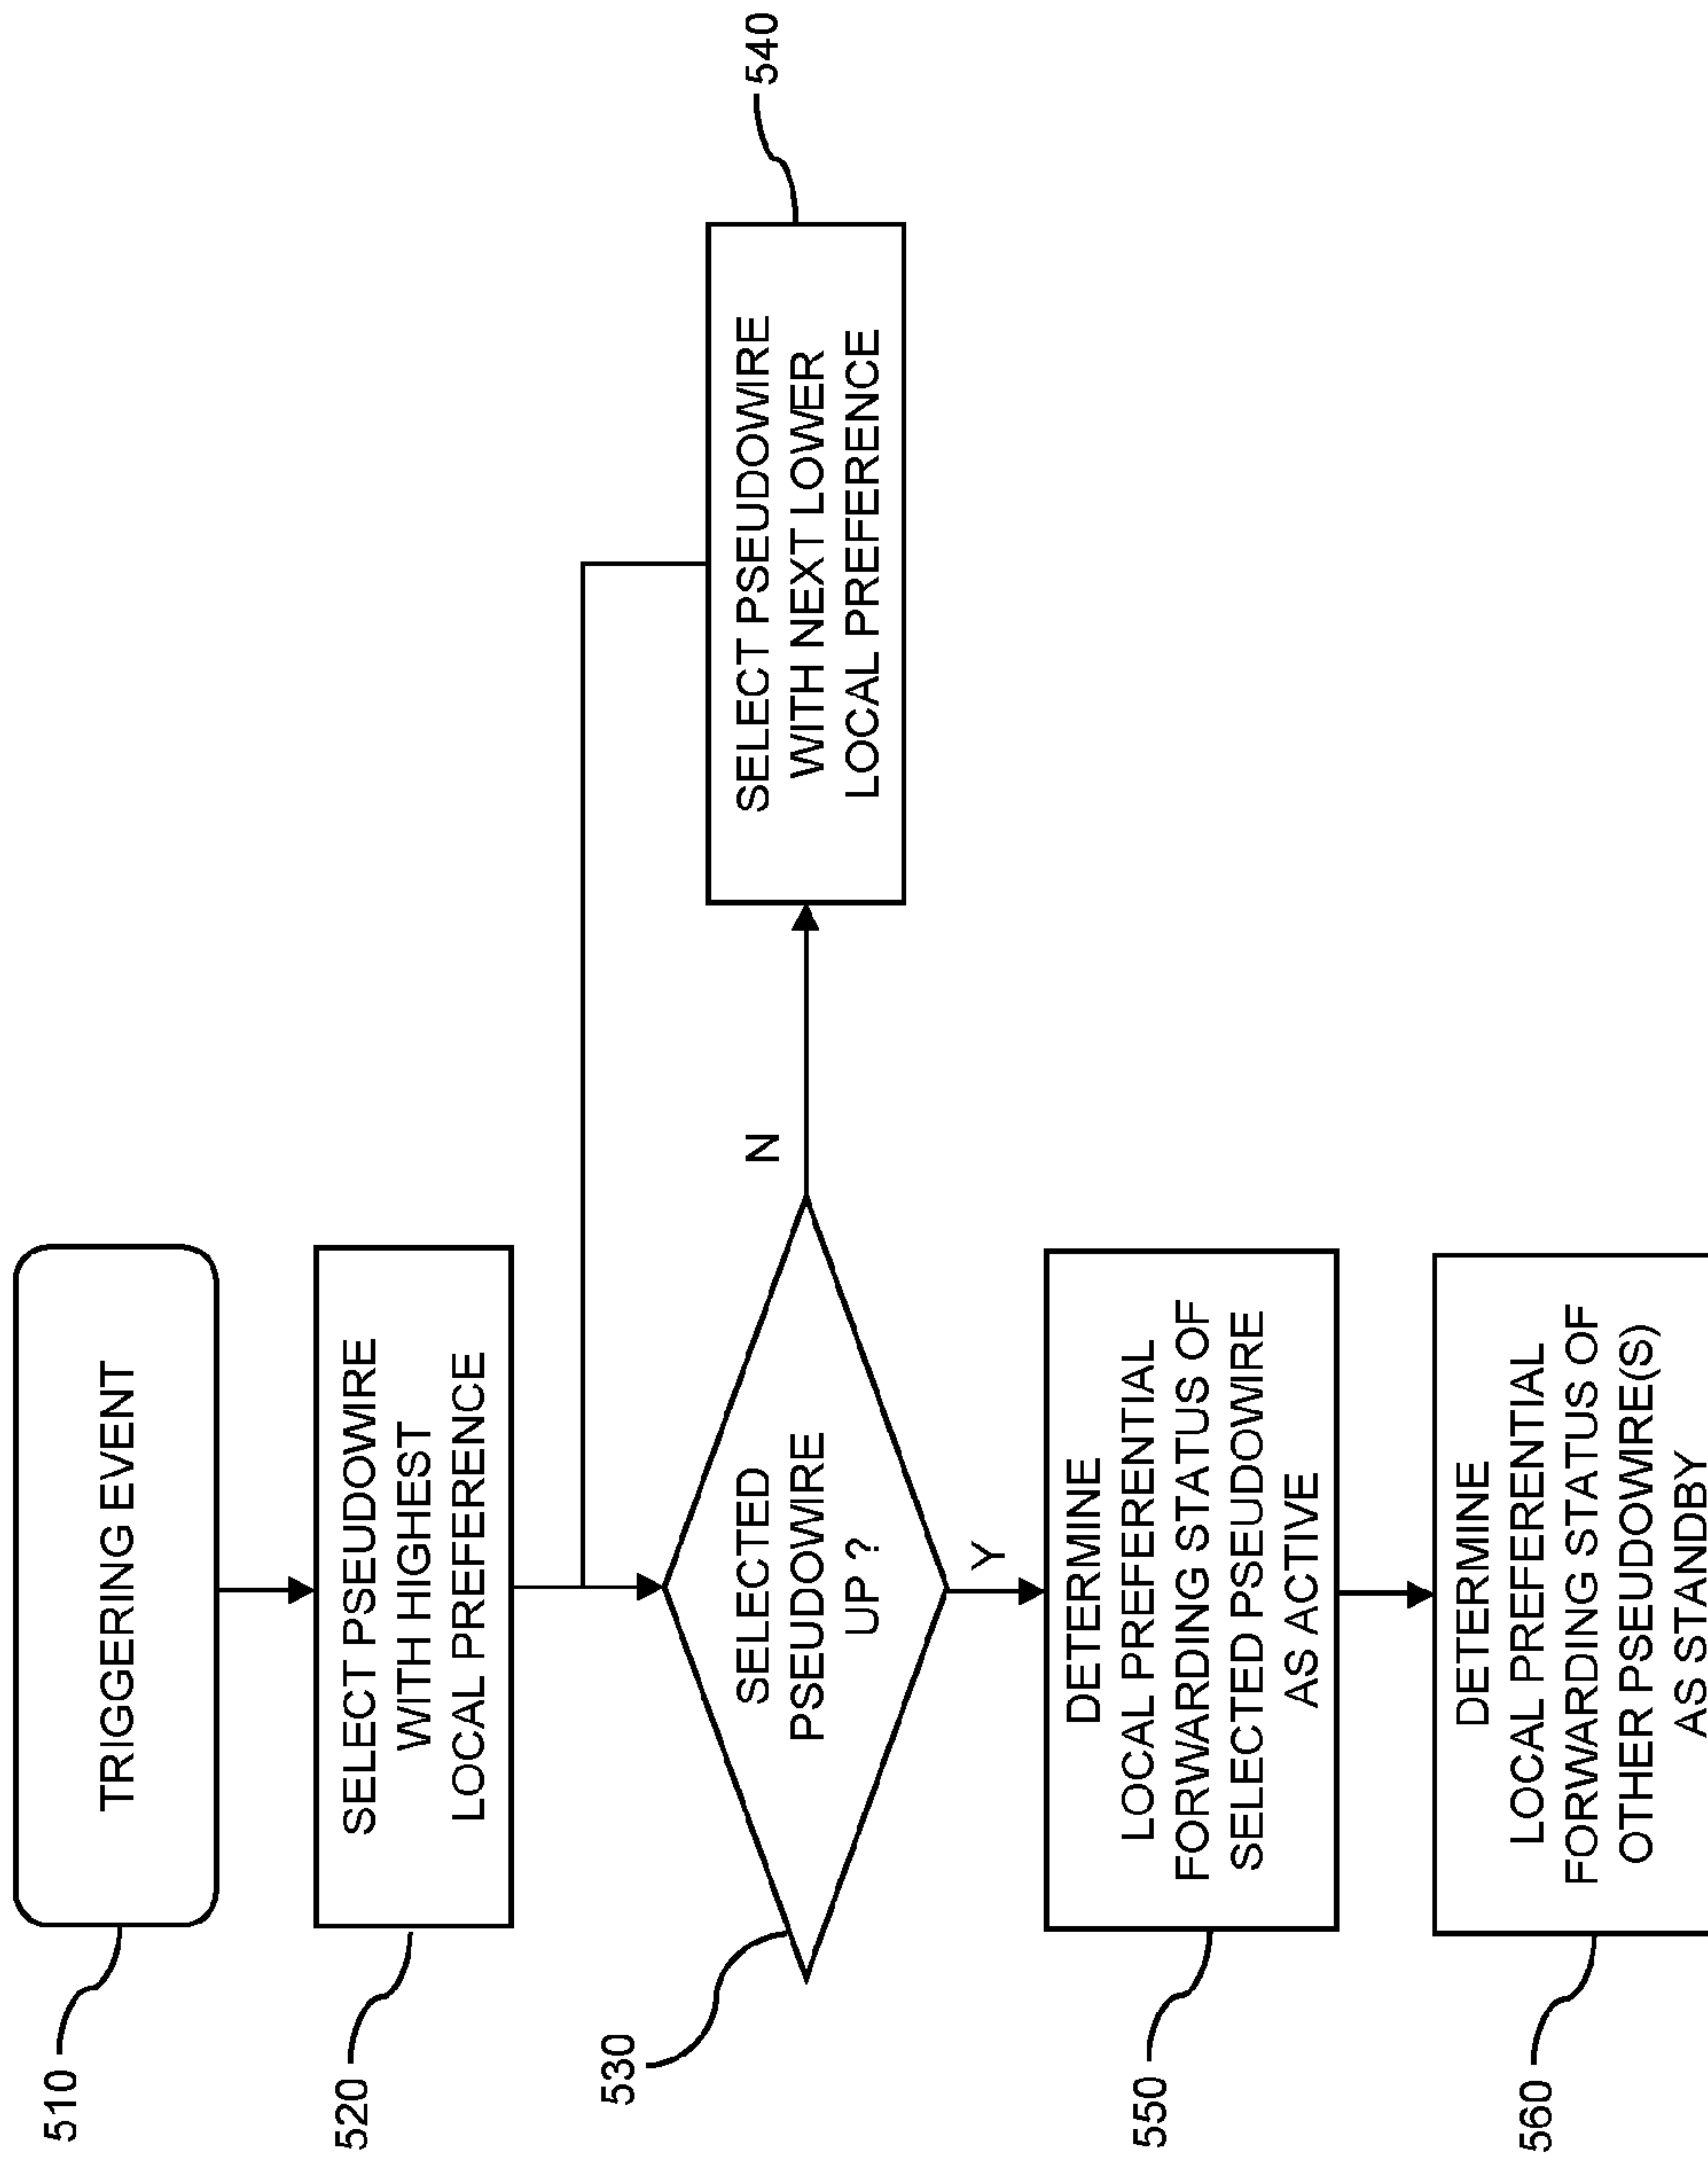 510
TRIGGERING EVENT
520
SELECT PSEUDOWIRE
WITH HIGHEST
LOCAL PREFERENCE
530
SELECTED
PSEUDOWIRE
UP ?
N
540
SELECT PSEUDOWIRE
WITH NEXT LOWER
LOCAL PREFERENCE
Y
550
DETERMINE
LOCAL PREFERENTIAL
FORWARDING STATUS OF
SELECTED PSEUDOWIRE
AS ACTIVE
560
DETERMINE
LOCAL PREFERENTIAL
FORWARDING STATUS OF
OTHER PSEUDOWIRE(S)
AS STANDBY